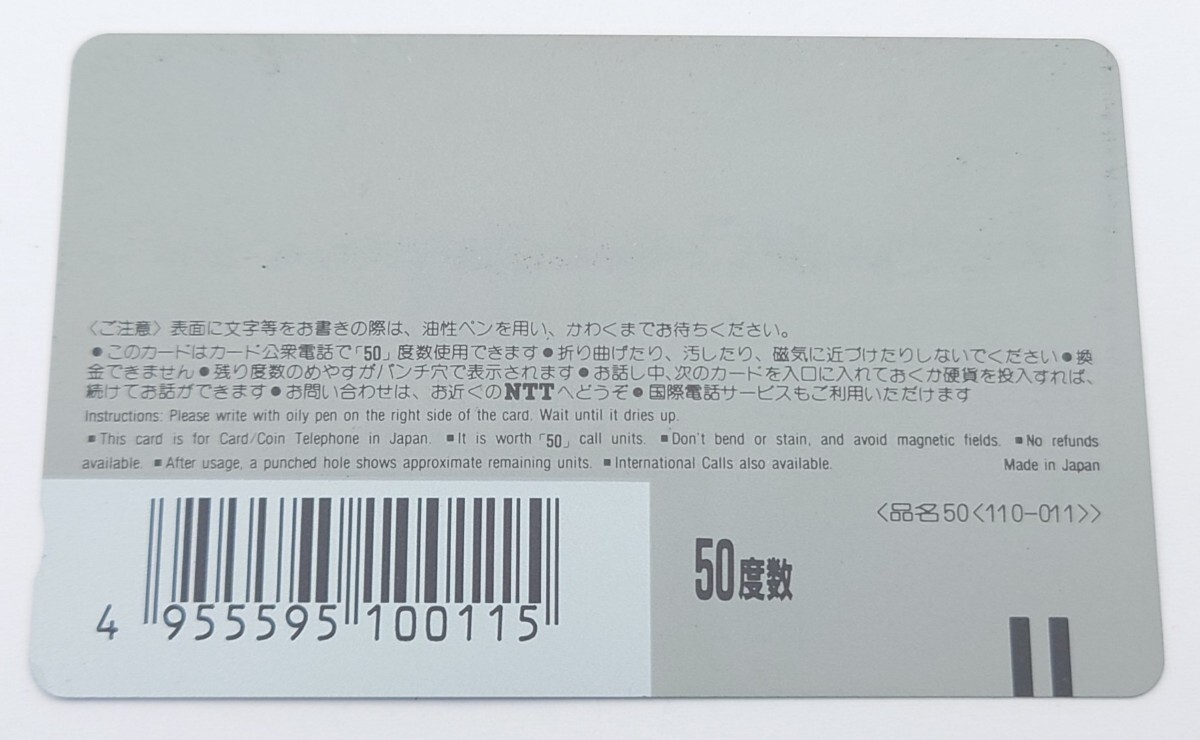 〈ご注意〉表面に文字等をお書きの際は、油性ペンを用い、かわくまでお待ちください。
●このカードはカード公衆電話で「50」度数使用できます●折り曲げたり、汚したり、磁気に近づけたりしないでください●換
金できません●残り度数のめやすがパンチ穴で表示されます●お話し中、次のカードを入口に入れておくか硬貨を投入すれば、
続けてお話ができます●お問い合わせは、お近くのNTTへどうぞ●国際電話サービスもご利用いただけます
Instructions: Please write with oily pen on the right side of the card. Wait until it dries up.
■This card is for Card/Coin Telephone in Japan. ■It is worth「50」call units. ■Don't bend or stain, and avoid magnetic fields. ■No refunds
available. ■After usage, a punched hole shows approximate remaining units. ■International Calls also available. Made in Japan
〈品名50〈110-011〉〉
50度数
4 955595 100115